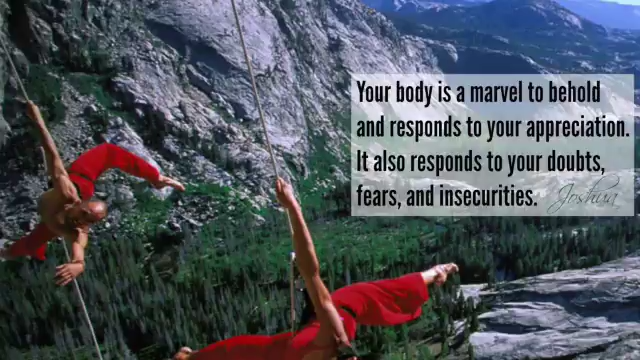 Your body is a marvel to behold
and responds to your appreciation.
It also responds to your doubts,
fears, and insecurities. Joshua